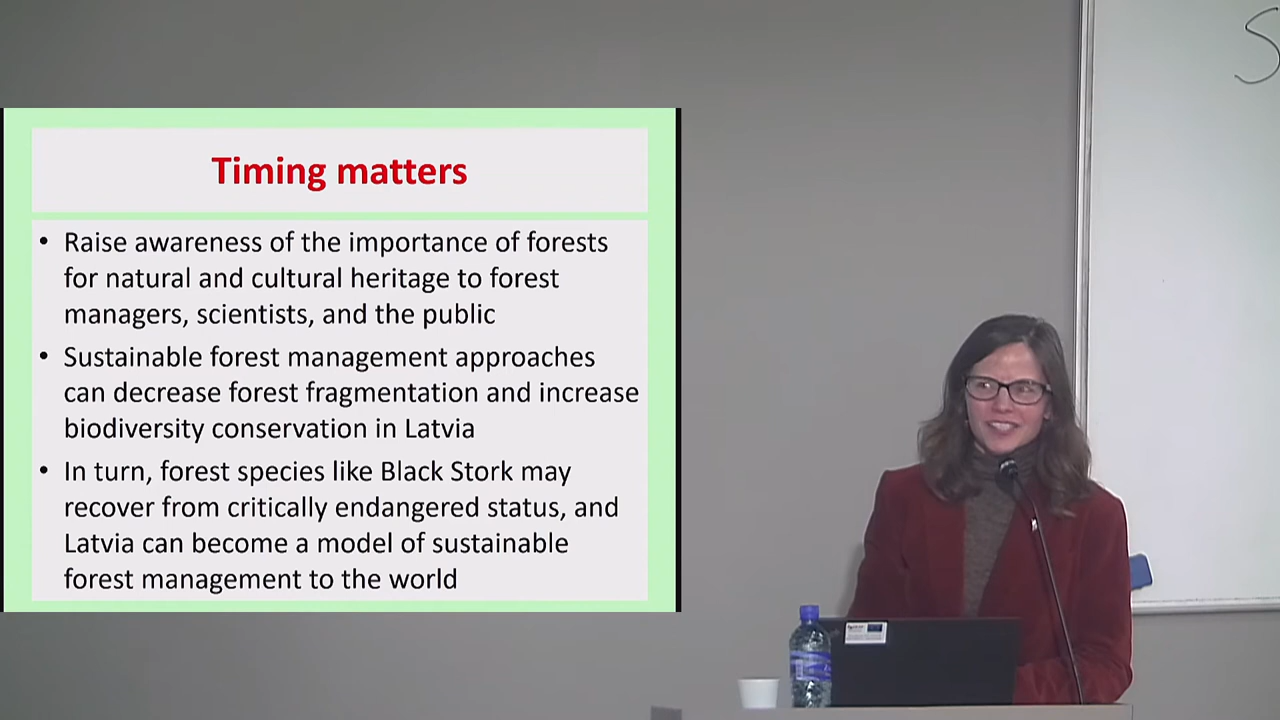 Timing matters
• Raise awareness of the importance of forests
for natural and cultural heritage to forest
managers, scientists, and the public
• Sustainable forest management approaches
can decrease forest fragmentation and increase
biodiversity conservation in Latvia
• In turn, forest species like Black Stork may
recover from critically endangered status, and
Latvia can become a model of sustainable
forest management to the world
S